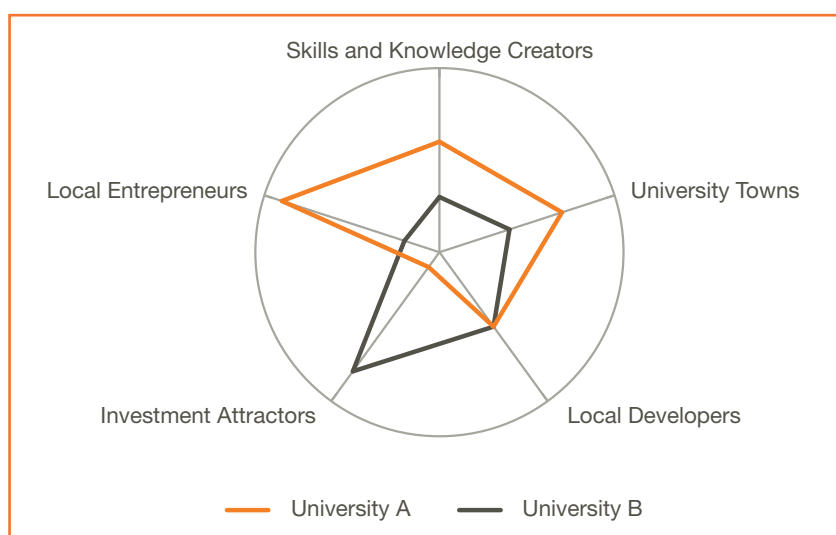 Skills and Knowledge Creators
Local Entrepreneurs
University Towns
Investment Attractors
Local Developers
University A
University B